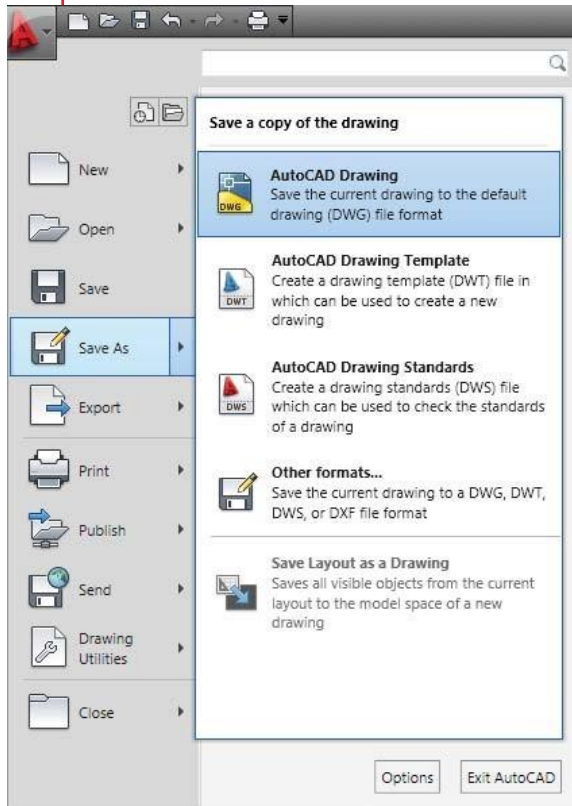 New
Open
Save
Save As
Export
Print
Publish
Send
Drawing
Utilities
Close
Save a copy of the drawing
DWG
AutoCAD Drawing
Save the current drawing to the default
drawing (DWG) file format
DWT
AutoCAD Drawing Template
Create a drawing template (DWT) file in
which can be used to create a new
drawing
DWS
AutoCAD Drawing Standards
Create a drawing standards (DWS) file
which can be used to check the standards
of a drawing
Other formats...
Save the current drawing to a DWG, DWT,
DWS, or DXF file format
Save Layout as a Drawing
Saves all visible objects from the current
layout to the model space of a new
drawing
Options
Exit AutoCAD